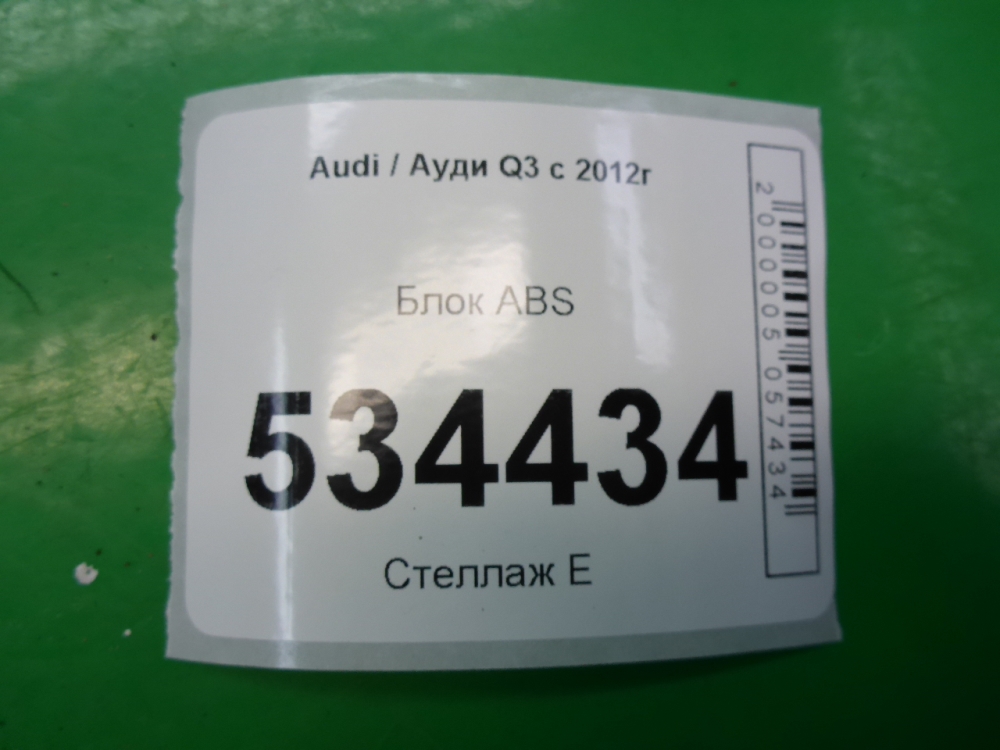 Audi / Ауди Q3 с 2012г
Блок ABS
534434
Стеллаж Е
2000005057434